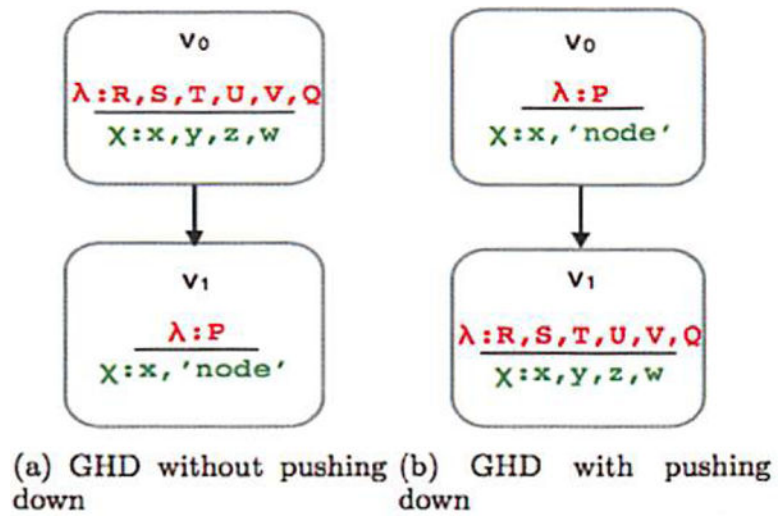 v₀
λ:R,S,T,U,V,Q
χ:x,y,z,w
v₁
λ:P
χ:x,'node'
(a) GHD without pushing
down
v₀
λ:P
χ:x,'node'
v₁
λ:R,S,T,U,V,Q
χ:x,y,z,w
(b) GHD with pushing
down